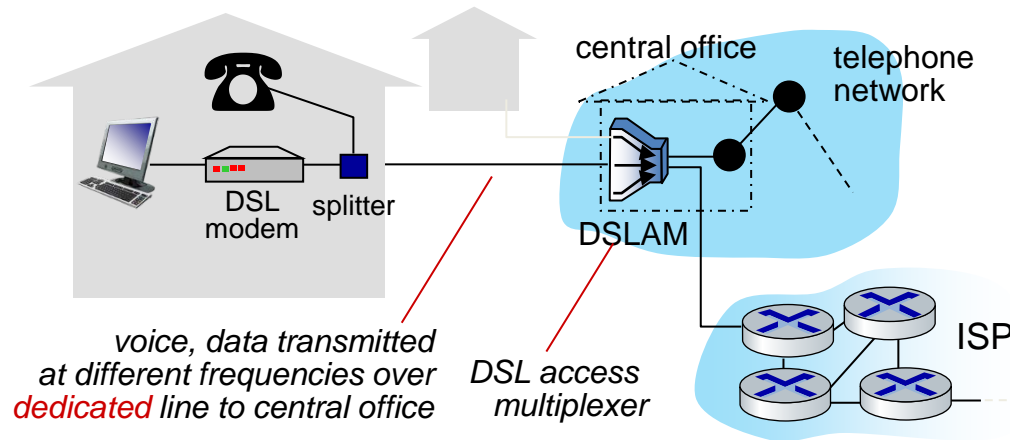 central office
telephone
network
DSL
modem
splitter
DSLAM
ISP
voice, data transmitted
at different frequencies over
dedicated line to central office
DSL access
multiplexer